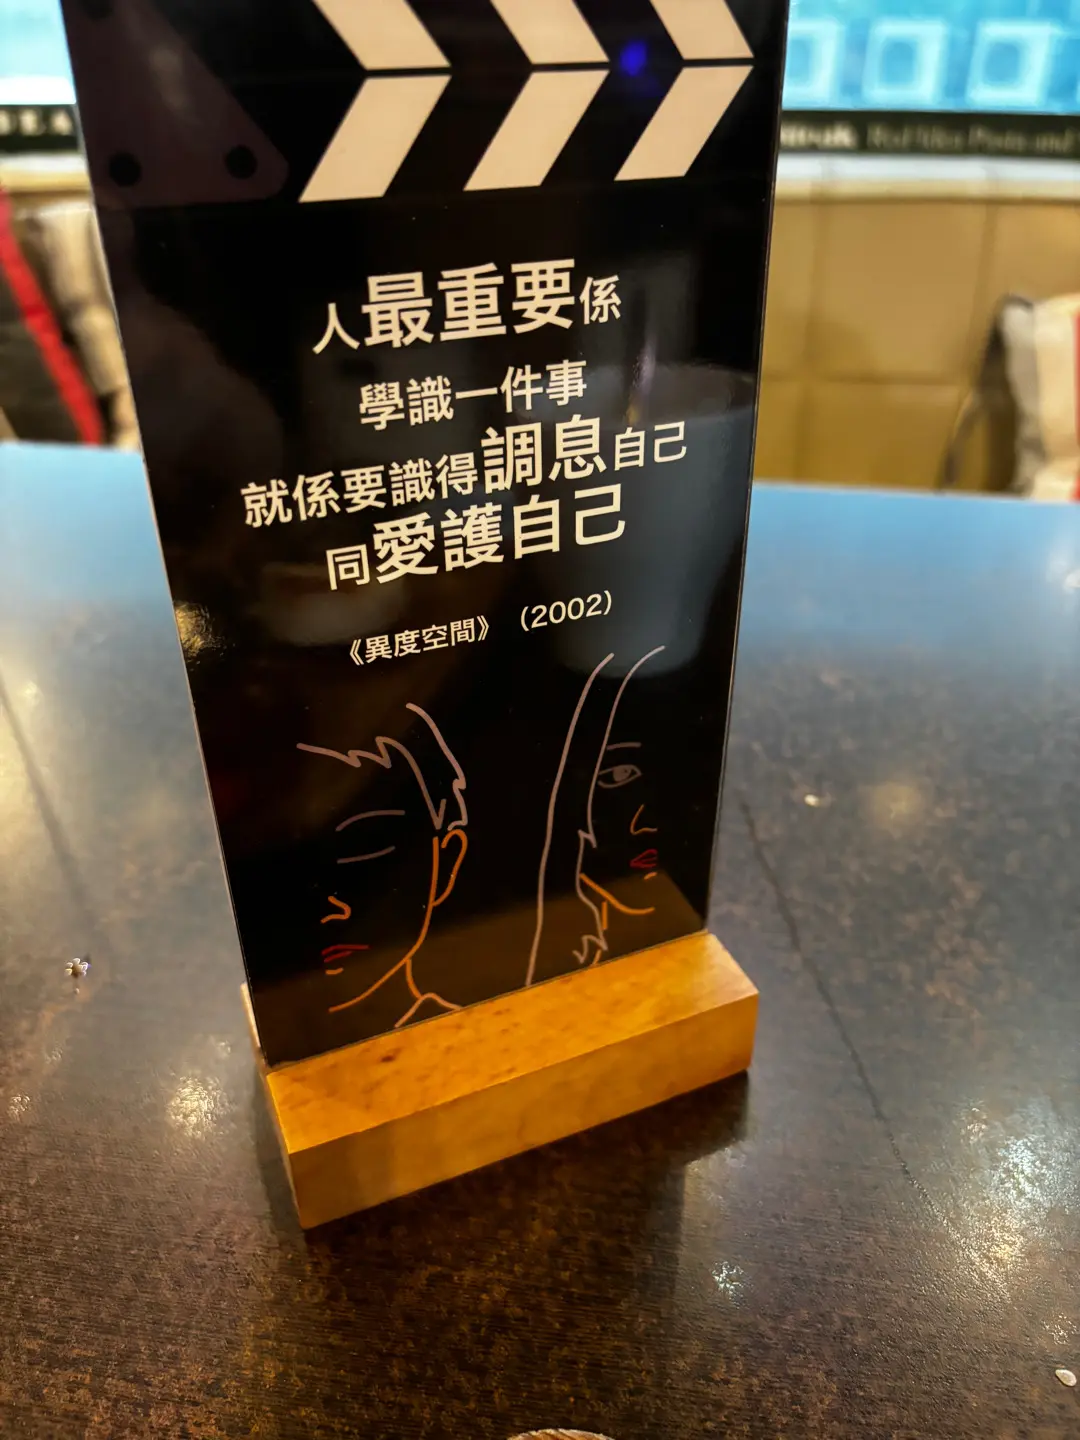 人最重要係
學識一件事
就係要識得調息自己
同愛護自己
《異度空間》（2002）